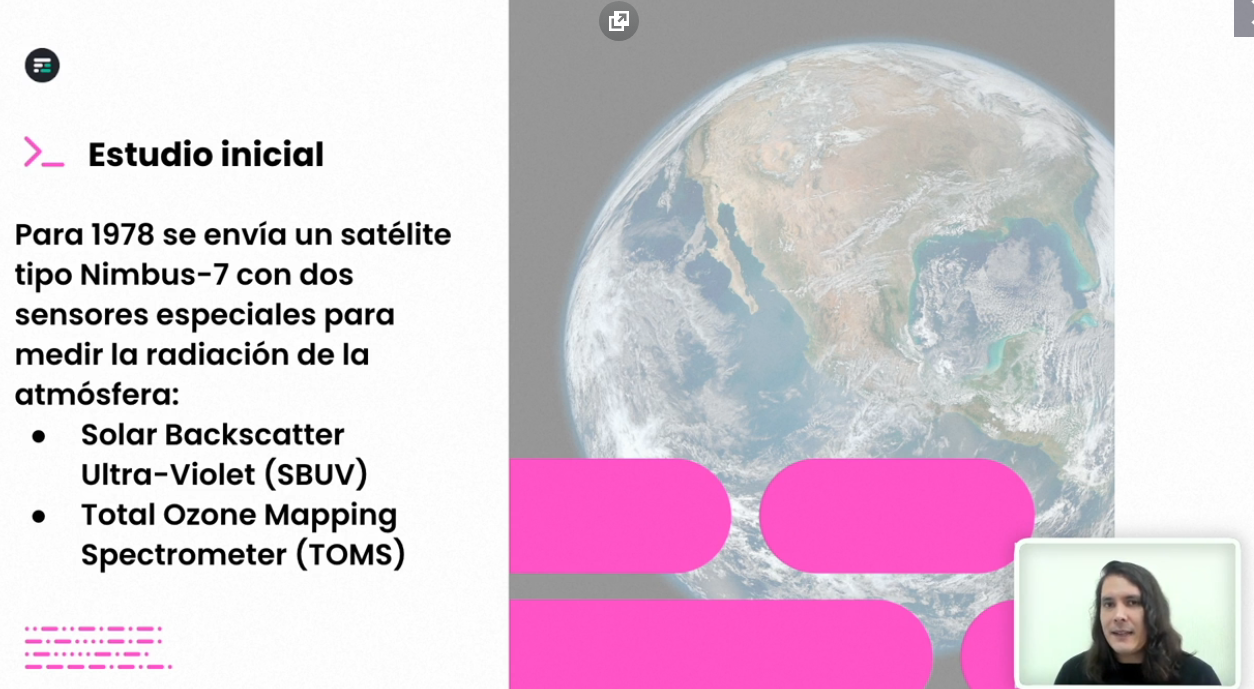 Estudio inicial
Para 1978 se envía un satélite
tipo Nimbus-7 con dos
sensores especiales para
medir la radiación de la
atmósfera:
● Solar Backscatter
Ultra-Violet (SBUV)
● Total Ozone Mapping
Spectrometer (TOMS)